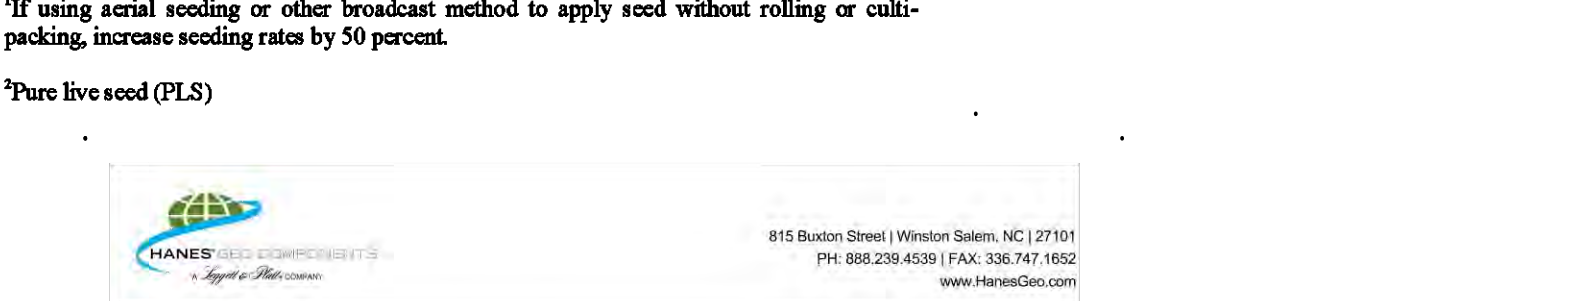 ¹If using aerial seeding or other broadcast method to apply seed without rolling or culti-
packing, increase seeding rates by 50 percent.
²Pure live seed (PLS)
HANES® GEO COMPONENTS
A Leggett & Platt® COMPANY
815 Buxton Street | Winston Salem, NC | 27101
PH: 888.239.4539 | FAX: 336.747.1652
www.HanesGeo.com